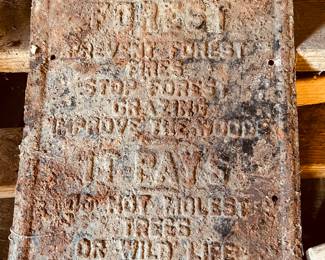 FOREST
PREVENT FOREST
FIRES
STOP FOREST
GRAZING
IMPROVE THE WOODS
IT PAYS
DO NOT MOLEST
TREES
OR WILD LIFE